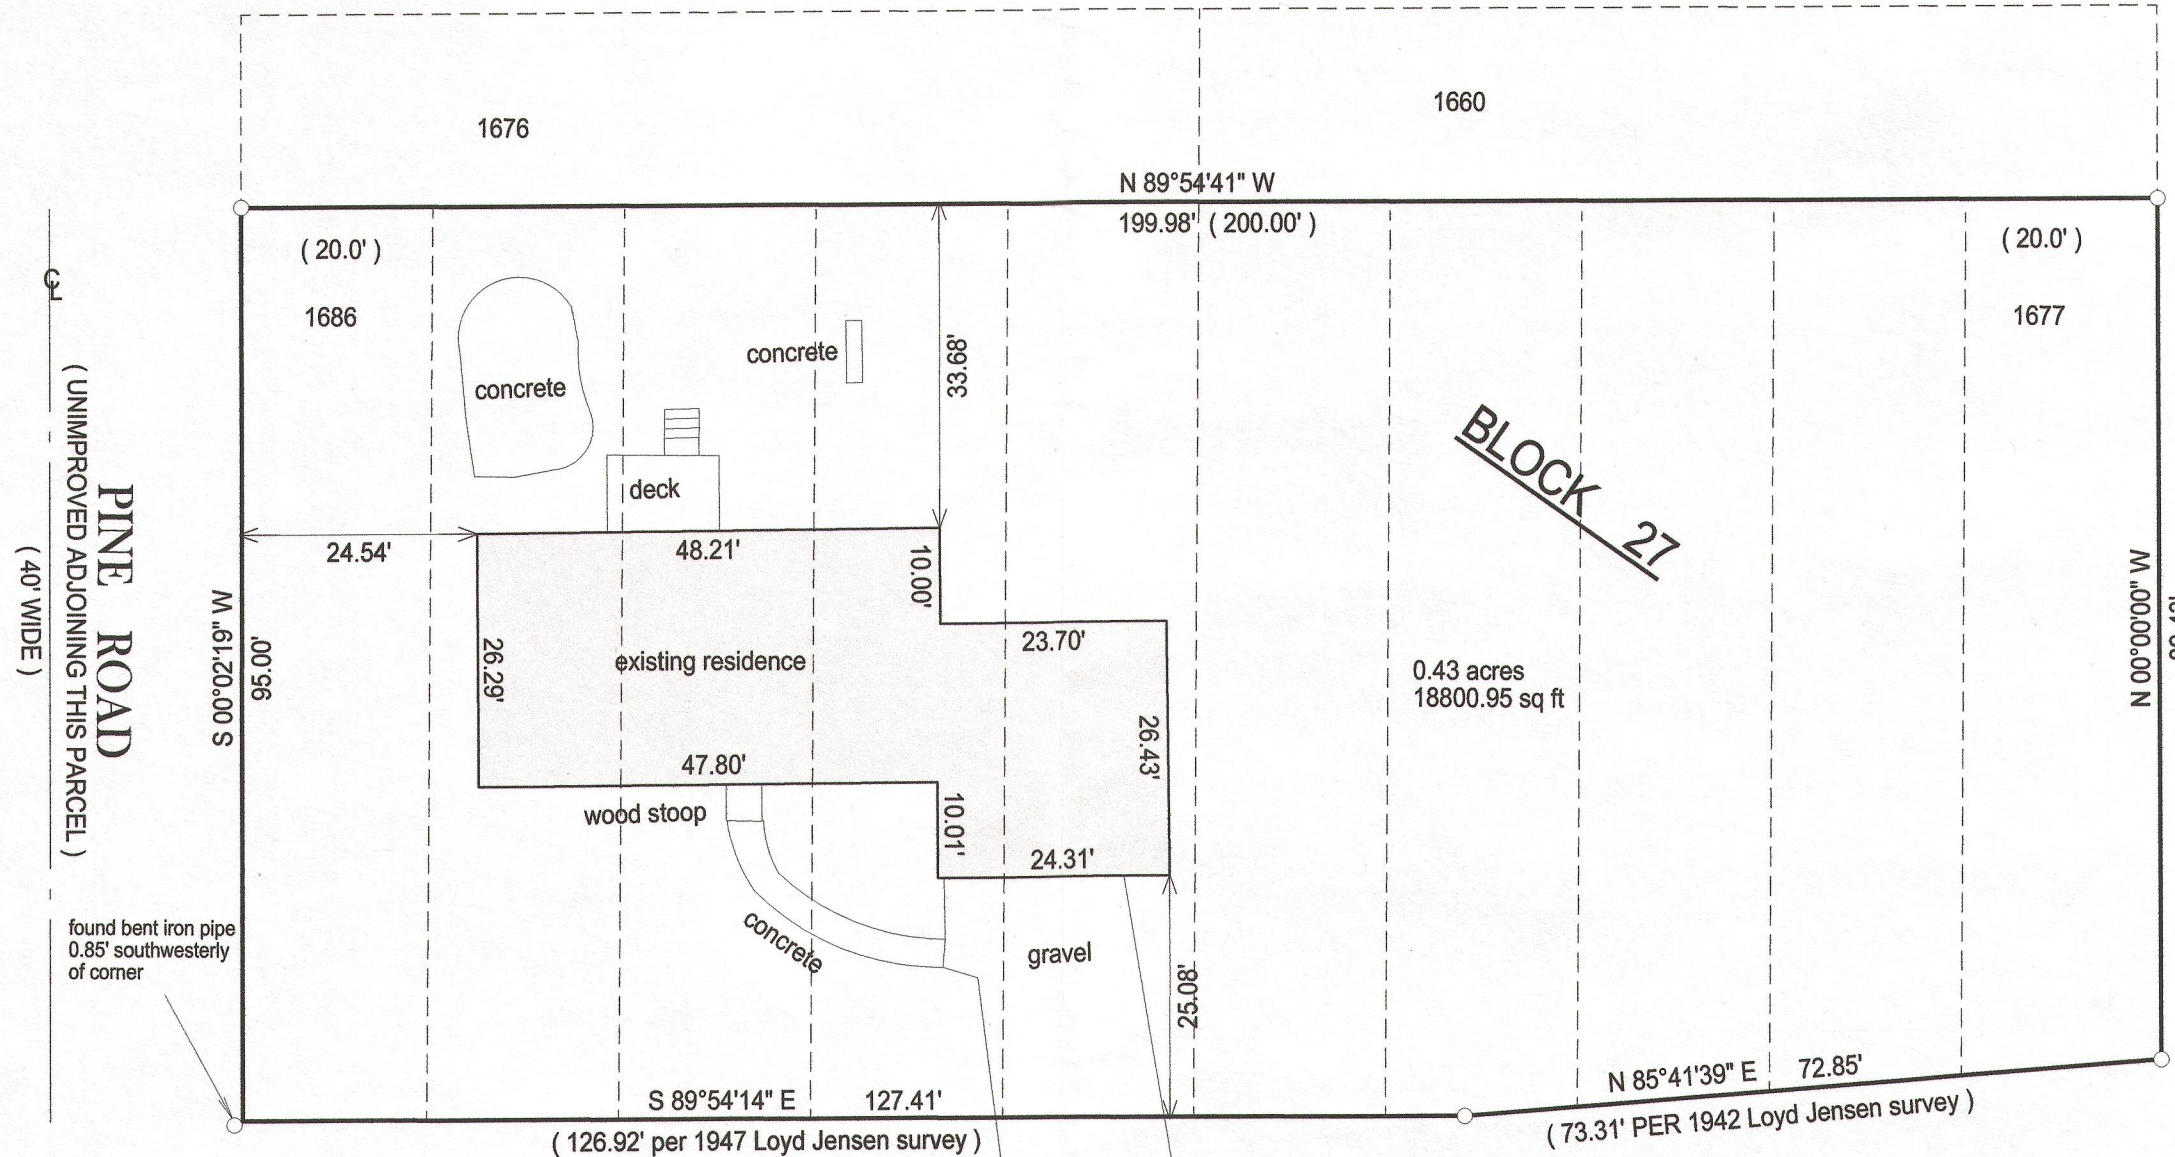 1676
1660
N 89°54'41" W
199.98' ( 200.00' )
( 20.0' )
( 20.0' )
1686
1677
℄
concrete
concrete
33.68'
BLOCK 27
deck
24.54'
48.21'
10.00'
PINE ROAD
( UNIMPROVED ADJOINING THIS PARCEL )
( 40' WIDE )
S 00°02'19" W
95.00'
26.29'
existing residence
23.70'
0.43 acres
18800.95 sq ft
N 00°00'00" W
26.43'
47.80'
wood stoop
10.01'
24.31'
concrete
gravel
25.08'
found bent iron pipe
0.85' southwesterly
of corner
S 89°54'14" E 127.41'
( 126.92' per 1947 Loyd Jensen survey )
N 85°41'39" E 72.85'
( 73.31' PER 1942 Loyd Jensen survey )